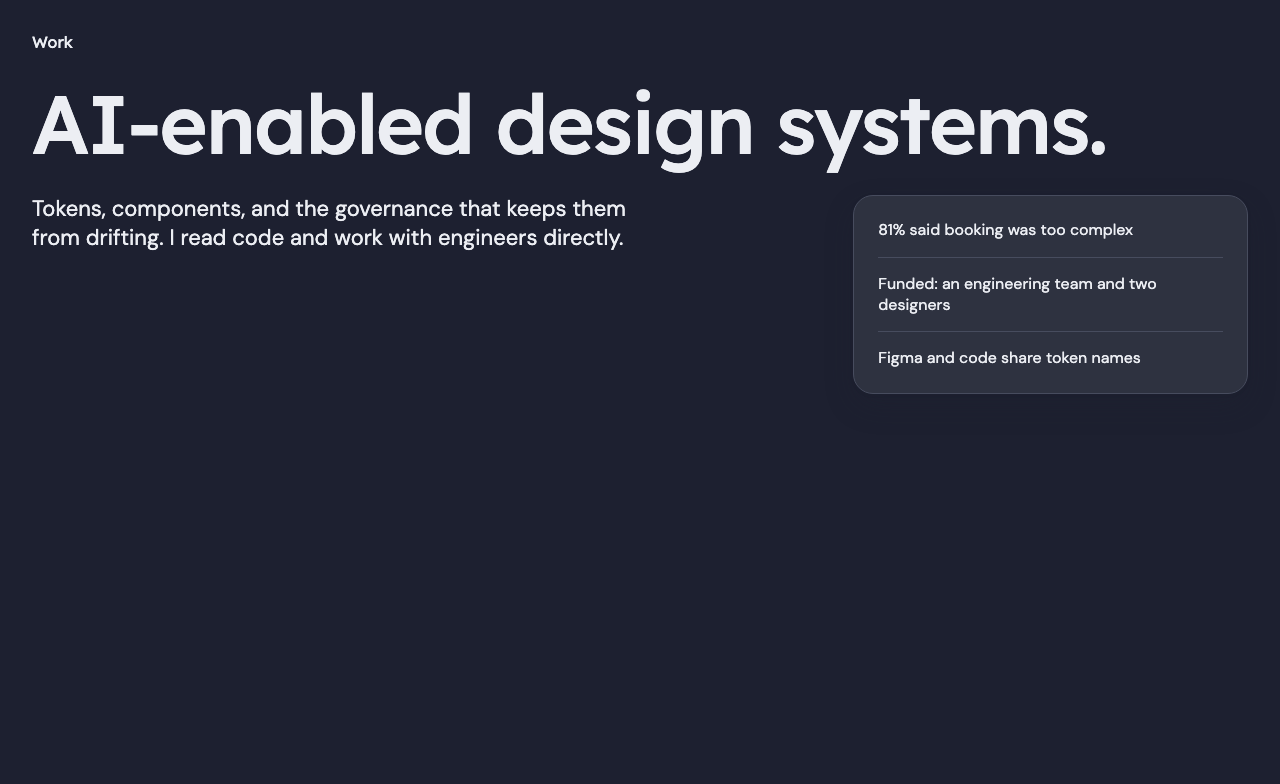 Work
AI-enabled design systems.
Tokens, components, and the governance that keeps them
from drifting. I read code and work with engineers directly.
81% said booking was too complex
Funded: an engineering team and two
designers
Figma and code share token names